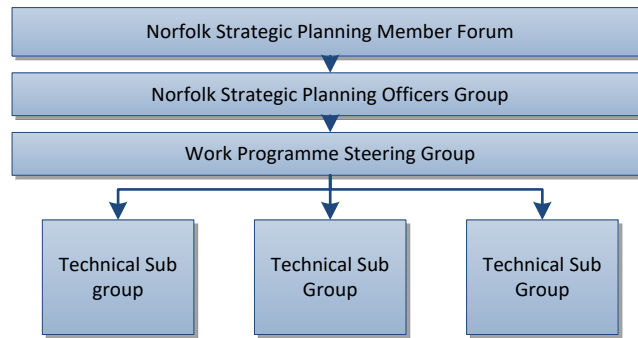 Norfolk Strategic Planning Member Forum
Norfolk Strategic Planning Officers Group
Work Programme Steering Group
Technical Sub
group
Technical Sub
Group
Technical Sub
Group